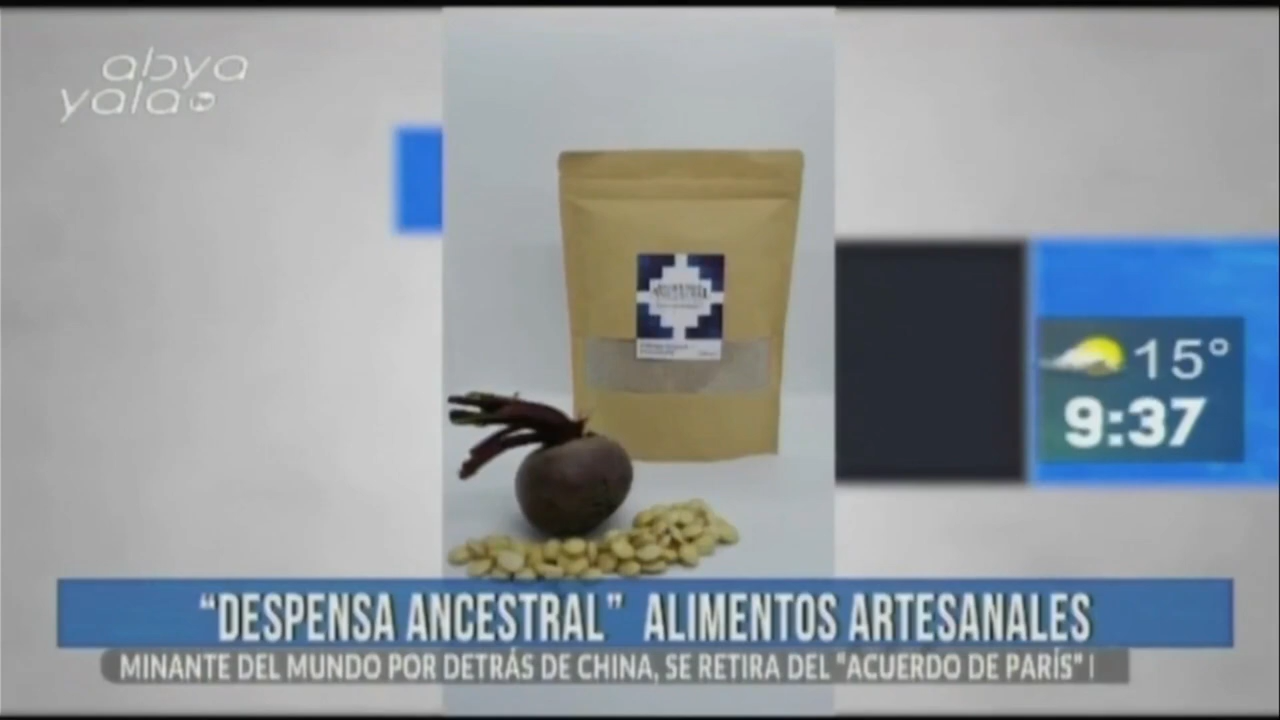 abya
yala
15°
9:37
“DESPENSA ANCESTRAL” ALIMENTOS ARTESANALES
MINANTE DEL MUNDO POR DETRÁS DE CHINA, SE RETIRA DEL "ACUERDO DE PARÍS" |